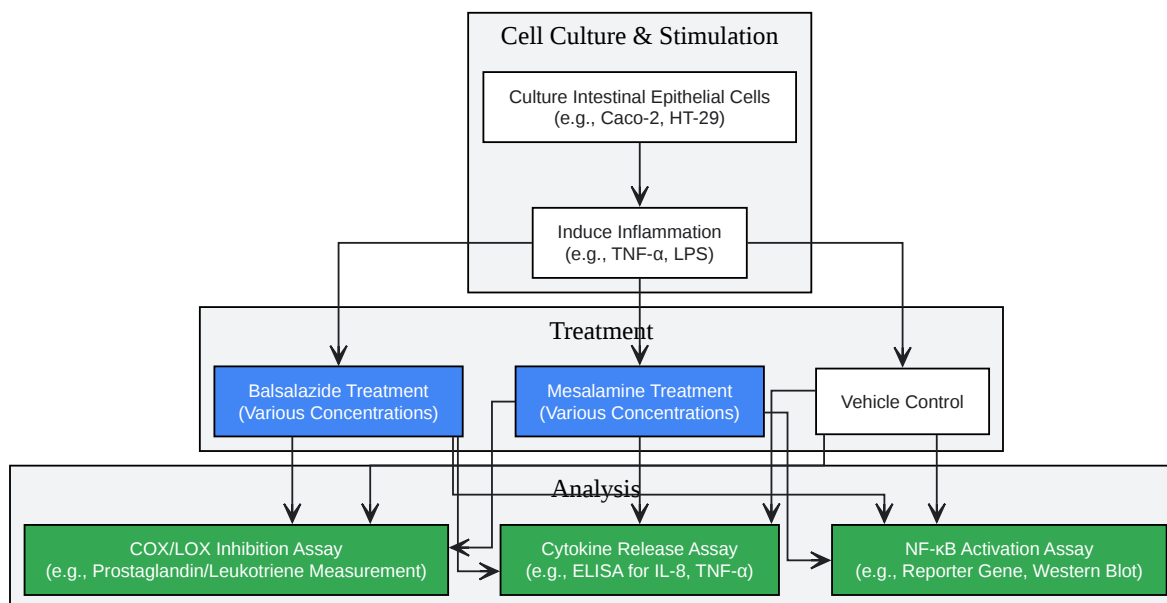 Cell Culture & Stimulation
Culture Intestinal Epithelial Cells
(e.g., Caco-2, HT-29)
Induce Inflammation
(e.g., TNF-α, LPS)
Treatment
Balsalazide Treatment
(Various Concentrations)
Mesalamine Treatment
(Various Concentrations)
Vehicle Control
Analysis
COX/LOX Inhibition Assay
(e.g., Prostaglandin/Leukotriene Measurement)
Cytokine Release Assay
(e.g., ELISA for IL-8, TNF-α)
NF-κB Activation Assay
(e.g., Reporter Gene, Western Blot)